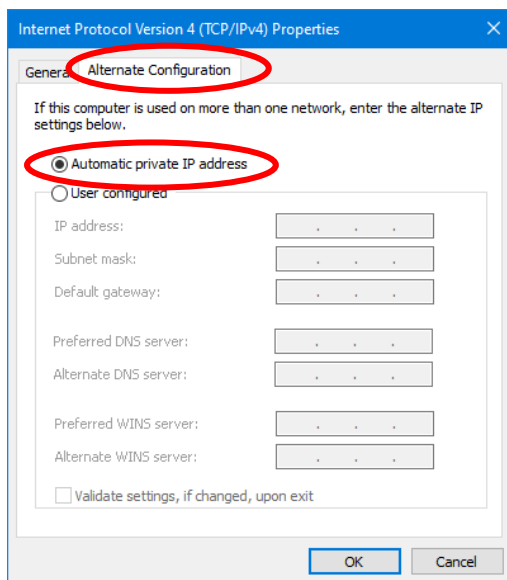 Internet Protocol Version 4 (TCP/IPv4) Properties
General Alternate Configuration
If this computer is used on more than one network, enter the alternate IP
settings below.
Automatic private IP address
User configured
IP address:
Subnet mask:
Default gateway:
Preferred DNS server:
Alternate DNS server:
Preferred WINS server:
Alternate WINS server:
Validate settings, if changed, upon exit
OK Cancel